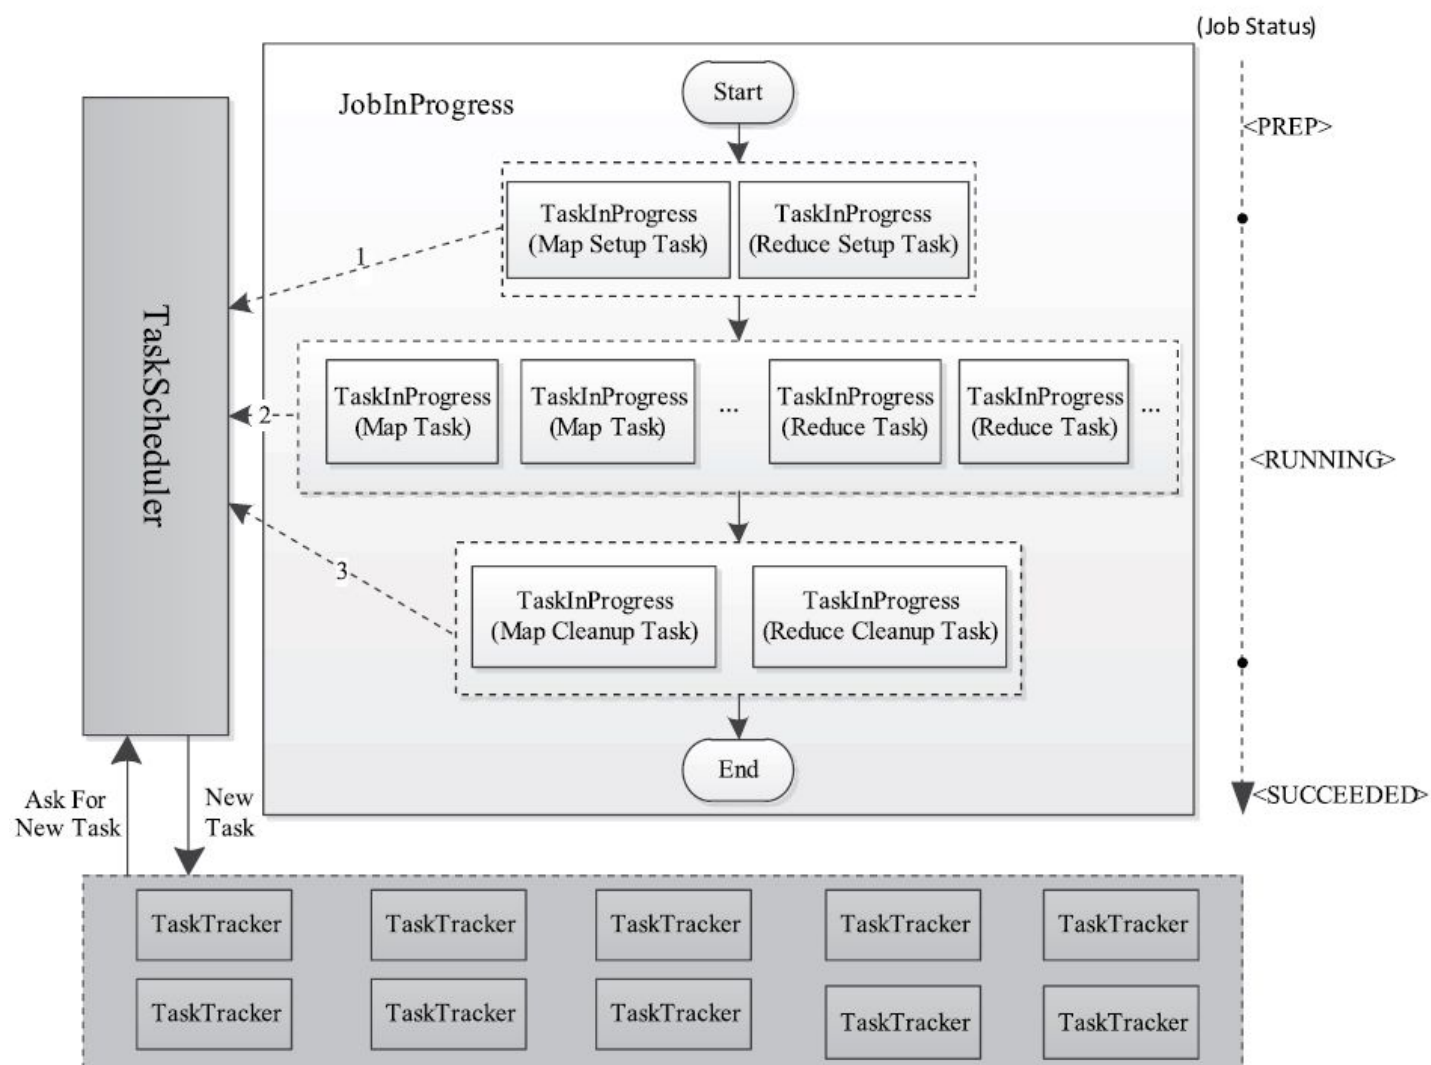 (Job Status)
JobInProgress
Start
<PREP>
TaskInProgress
(Map Setup Task)
TaskInProgress
(Reduce Setup Task)
1
TaskScheduler
TaskInProgress
(Map Task)
TaskInProgress
(Map Task)
...
TaskInProgress
(Reduce Task)
TaskInProgress
(Reduce Task)
...
2
<RUNNING>
3
TaskInProgress
(Map Cleanup Task)
TaskInProgress
(Reduce Cleanup Task)
End
<SUCCEEDED>
Ask For
New Task
New
Task
TaskTracker
TaskTracker
TaskTracker
TaskTracker
TaskTracker
TaskTracker
TaskTracker
TaskTracker
TaskTracker
TaskTracker